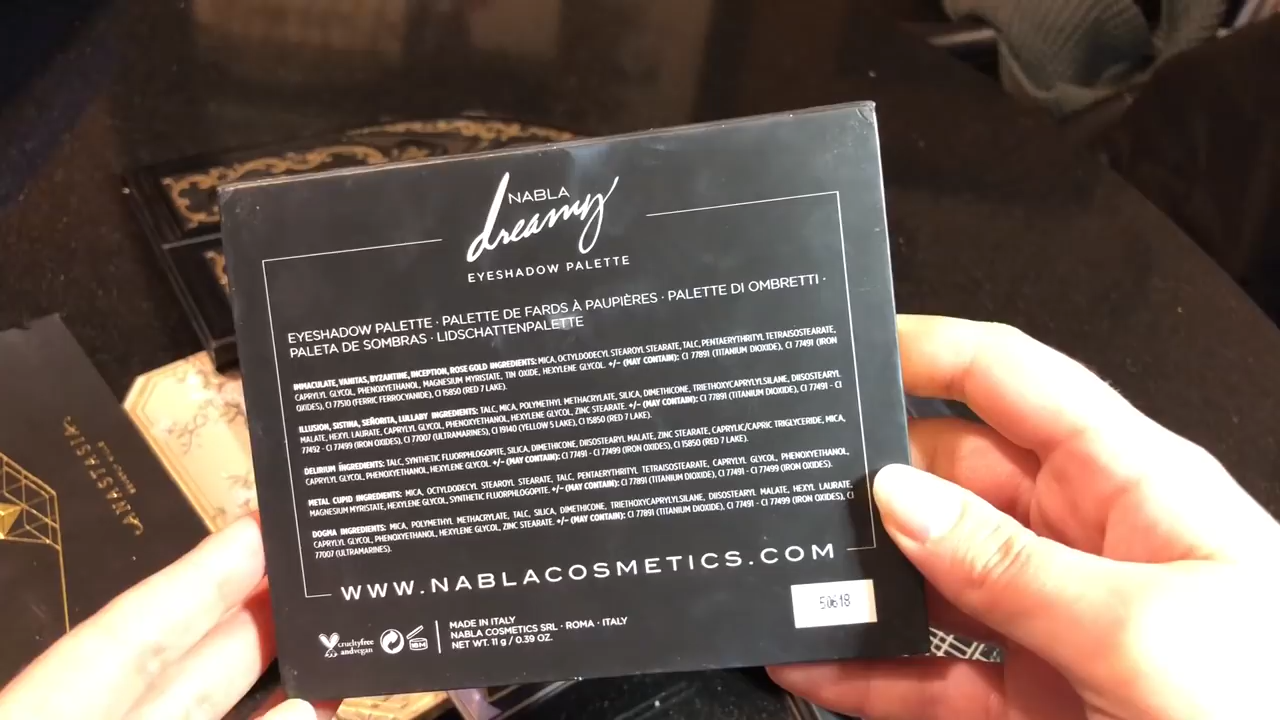 NABLA
dreamy
EYESHADOW PALETTE
EYESHADOW PALETTE · PALETTE DE FARDS À PAUPIÈRES · PALETTE DI OMBRETTI ·
PALETA DE SOMBRAS · LIDSCHATTENPALETTE
IMMACULATE, VANITAS, BYZANTINE, INCEPTION, ROSE GOLD INGREDIENTS: MICA, OCTYLDODECYL STEAROYL STEARATE, TALC, PENTAERYTHRITYL TETRAISOSTEARATE,
CAPRYLYL GLYCOL, PHENOXYETHANOL, MAGNESIUM MYRISTATE, TIN OXIDE, HEXYLENE GLYCOL. +/– (MAY CONTAIN): CI 77891 (TITANIUM DIOXIDE), CI 77491 (IRON
OXIDES), CI 77510 (FERRIC FERROCYANIDE), CI 15850 (RED 7 LAKE).
ILLUSION, SISTINA, SEÑORITA, LULLABY INGREDIENTS: TALC, MICA, POLYMETHYL METHACRYLATE, SILICA, DIMETHICONE, TRIETHOXYCAPRYLYLSILANE, DIISOSTEARYL
MALATE, HEXYL LAURATE, CAPRYLYL GLYCOL, PHENOXYETHANOL, HEXYLENE GLYCOL, ZINC STEARATE. +/– (MAY CONTAIN): CI 77891 (TITANIUM DIOXIDE), CI 77491 - CI
77492 - CI 77499 (IRON OXIDES), CI 77007 (ULTRAMARINES), CI 19140 (YELLOW 5 LAKE), CI 15850 (RED 7 LAKE).
DELIRIUM INGREDIENTS: TALC, SYNTHETIC FLUORPHLOGOPITE, SILICA, DIMETHICONE, DIISOSTEARYL MALATE, ZINC STEARATE, CAPRYLIC/CAPRIC TRIGLYCERIDE, MICA,
CAPRYLYL GLYCOL, PHENOXYETHANOL, HEXYLENE GLYCOL. +/– (MAY CONTAIN): CI 77491 - CI 77499 (IRON OXIDES), CI 15850 (RED 7 LAKE).
METAL CUPID INGREDIENTS: MICA, OCTYLDODECYL STEAROYL STEARATE, TALC, PENTAERYTHRITYL TETRAISOSTEARATE, CAPRYLYL GLYCOL, PHENOXYETHANOL,
MAGNESIUM MYRISTATE, HEXYLENE GLYCOL, SYNTHETIC FLUORPHLOGOPITE. +/– (MAY CONTAIN): CI 77891 (TITANIUM DIOXIDE), CI 77491 - CI 77499 (IRON OXIDES).
DOGMA INGREDIENTS: MICA, POLYMETHYL METHACRYLATE, TALC, SILICA, DIMETHICONE, TRIETHOXYCAPRYLYLSILANE, DIISOSTEARYL MALATE, HEXYL LAURATE,
CAPRYLYL GLYCOL, PHENOXYETHANOL, HEXYLENE GLYCOL, ZINC STEARATE. +/– (MAY CONTAIN): CI 77891 (TITANIUM DIOXIDE), CI 77491 - CI 77499 (IRON OXIDES), CI
77007 (ULTRAMARINES).
WWW.NABLACOSMETICS.COM
50618
crueltyfree
andvegan
18M
MADE IN ITALY
NABLA COSMETICS SRL · ROMA · ITALY
NET WT. 11 g / 0.39 OZ.
ANASTASIA